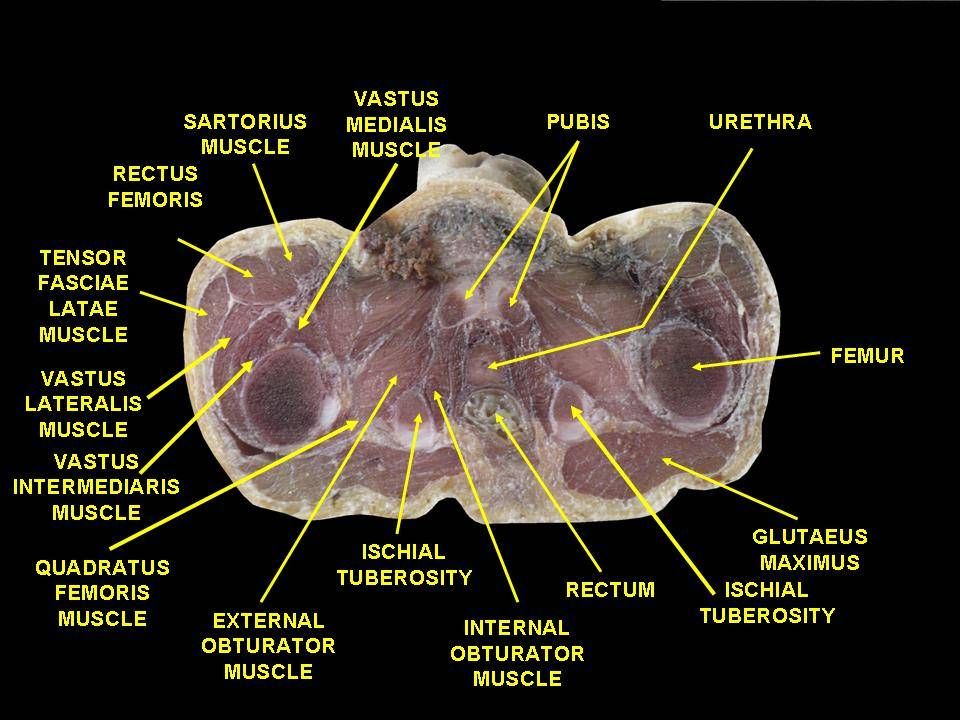 VASTUS
MEDIALIS
MUSCLE
SARTORIUS
MUSCLE
PUBIS
URETHRA
RECTUS
FEMORIS
TENSOR
FASCIAE
LATAE
MUSCLE
FEMUR
VASTUS
LATERALIS
MUSCLE
VASTUS
INTERMEDIARIS
MUSCLE
QUADRATUS
FEMORIS
MUSCLE
EXTERNAL
OBTURATOR
MUSCLE
ISCHIAL
TUBEROSITY
INTERNAL
OBTURATOR
MUSCLE
RECTUM
GLUTAEUS
MAXIMUS
ISCHIAL
TUBEROSITY